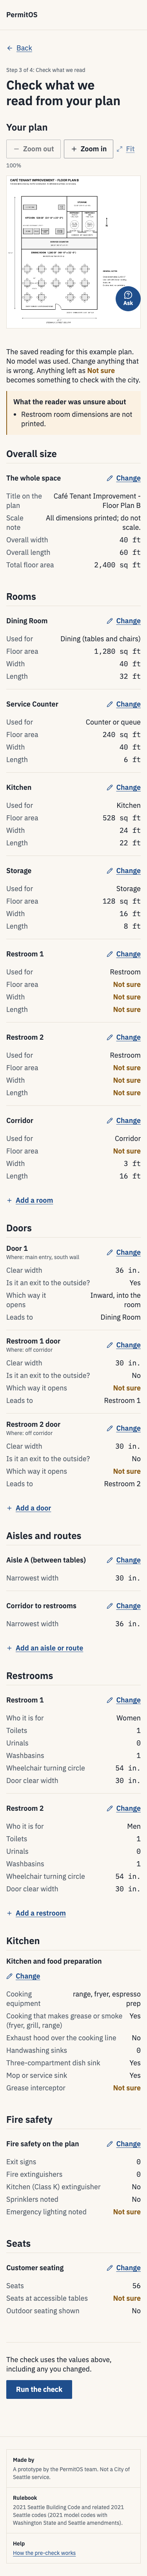 PermitOS
← Back
Step 3 of 4: Check what we read
Check what we
read from your plan
Your plan
Zoom out
Zoom in
Fit
100%
CAFÉ TENANT IMPROVEMENT - FLOOR PLAN B
Ask
The saved reading for this example plan.
No model was used. Change anything that
is wrong. Anything left as Not sure
becomes something to check with the city.
What the reader was unsure about
• Restroom room dimensions are not
printed.
Overall size
The whole space
Change
Title on the plan
Café Tenant Improvement - Floor Plan B
Scale note
All dimensions printed; do not scale.
Overall width 40 ft
Overall length 60 ft
Total floor area 2,400 sq ft
Rooms
Dining Room
Change
Used for Dining (tables and chairs)
Floor area 1,280 sq ft
Width 40 ft
Length 32 ft
Service Counter
Change
Used for Counter or queue
Floor area 240 sq ft
Width 40 ft
Length 6 ft
Kitchen
Change
Used for Kitchen
Floor area 528 sq ft
Width 24 ft
Length 22 ft
Storage
Change
Used for Storage
Floor area 128 sq ft
Width 16 ft
Length 8 ft
Restroom 1
Change
Used for Restroom
Floor area Not sure
Width Not sure
Length Not sure
Restroom 2
Change
Used for Restroom
Floor area Not sure
Width Not sure
Length Not sure
Corridor
Change
Used for Corridor
Floor area Not sure
Width 3 ft
Length 16 ft
+ Add a room
Doors
Door 1
Where: main entry, south wall
Change
Clear width 36 in.
Is it an exit to the outside? Yes
Which way it opens
Inward, into the room
Leads to Dining Room
Restroom 1 door
Where: off corridor
Change
Clear width 30 in.
Is it an exit to the outside? No
Which way it opens Not sure
Leads to Restroom 1
Restroom 2 door
Where: off corridor
Change
Clear width 30 in.
Is it an exit to the outside? No
Which way it opens Not sure
Leads to Restroom 2
+ Add a door
Aisles and routes
Aisle A (between tables)
Change
Narrowest width 30 in.
Corridor to restrooms
Change
Narrowest width 36 in.
+ Add an aisle or route
Restrooms
Restroom 1
Change
Who it is for Women
Toilets 1
Urinals 0
Washbasins 1
Wheelchair turning circle 54 in.
Door clear width 30 in.
Restroom 2
Change
Who it is for Men
Toilets 1
Urinals 0
Washbasins 1
Wheelchair turning circle 54 in.
Door clear width 30 in.
+ Add a restroom
Kitchen
Kitchen and food preparation
Change
Cooking equipment
range, fryer, espresso prep
Cooking that makes grease or smoke Yes
(fryer, grill, range)
Exhaust hood over the cooking line No
Handwashing sinks 0
Three-compartment dish sink Yes
Mop or service sink Yes
Grease interceptor Not sure
Fire safety
Fire safety on the plan
Change
Exit signs 0
Fire extinguishers 0
Kitchen (Class K) extinguisher No
Sprinklers noted No
Emergency lighting noted Not sure
Seats
Customer seating
Change
Seats 56
Seats at accessible tables Not sure
Outdoor seating shown No
The check uses the values above,
including any you changed.
Run the check
Made by
A prototype by the PermitOS team. Not a City of
Seattle service.
Rulebook
2021 Seattle Building Code and related 2021
Seattle codes (2021 model codes with
Washington State and Seattle amendments).
Help
How the pre-check works